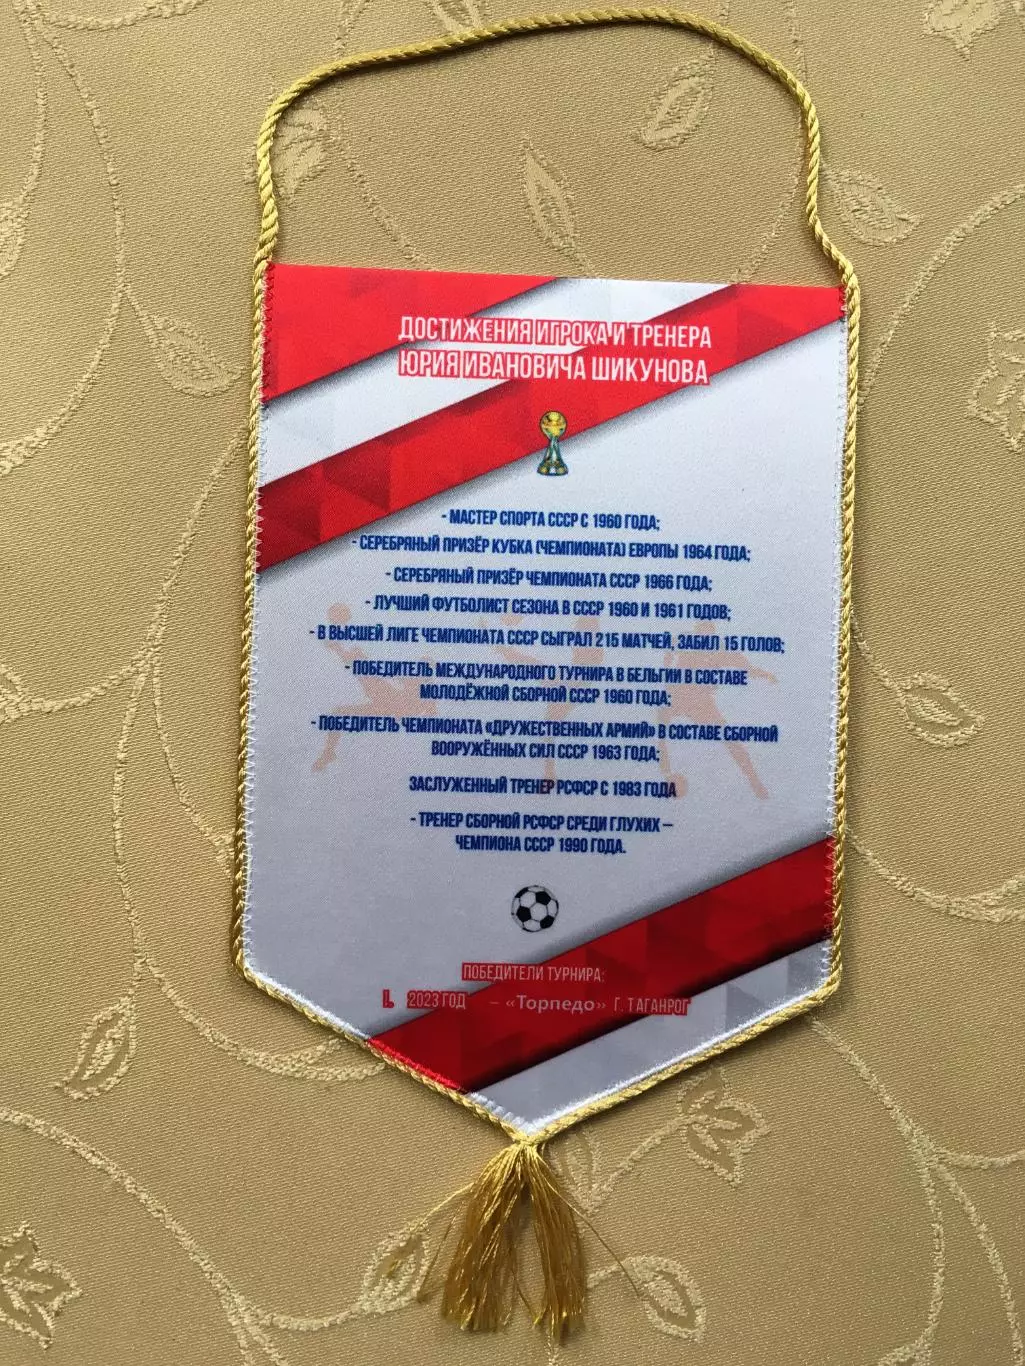 ДОСТИЖЕНИЯ ИГРОКА И ТРЕНЕРА
ЮРИЯ ИВАНОВИЧА ШИКУНОВА
- МАСТЕР СПОРТА СССР С 1960 ГОДА;
- СЕРЕБРЯНЫЙ ПРИЗЁР КУБКА (ЧЕМПИОНАТА) ЕВРОПЫ 1964 ГОДА;
- СЕРЕБРЯНЫЙ ПРИЗЁР ЧЕМПИОНАТА СССР 1966 ГОДА;
- ЛУЧШИЙ ФУТБОЛИСТ СЕЗОНА В СССР 1960 И 1961 ГОДОВ;
- В ВЫСШЕЙ ЛИГЕ ЧЕМПИОНАТА СССР СЫГРАЛ 215 МАТЧЕЙ, ЗАБИЛ 15 ГОЛОВ;
- ПОБЕДИТЕЛЬ МЕЖДУНАРОДНОГО ТУРНИРА В БЕЛЬГИИ В СОСТАВЕ
МОЛОДЁЖНОЙ СБОРНОЙ СССР 1960 ГОДА;
- ПОБЕДИТЕЛЬ ЧЕМПИОНАТА «ДРУЖЕСТВЕННЫХ АРМИЙ» В СОСТАВЕ СБОРНОЙ
ВООРУЖЁННЫХ СИЛ СССР 1963 ГОДА;
ЗАСЛУЖЕННЫЙ ТРЕНЕР РСФСР С 1983 ГОДА
- ТРЕНЕР СБОРНОЙ РСФСР СРЕДИ ГЛУХИХ –
ЧЕМПИОНА СССР 1990 ГОДА.
ПОБЕДИТЕЛИ ТУРНИРА:
I. 2023 ГОД – «Торпедо» Г. ТАГАНРОГ